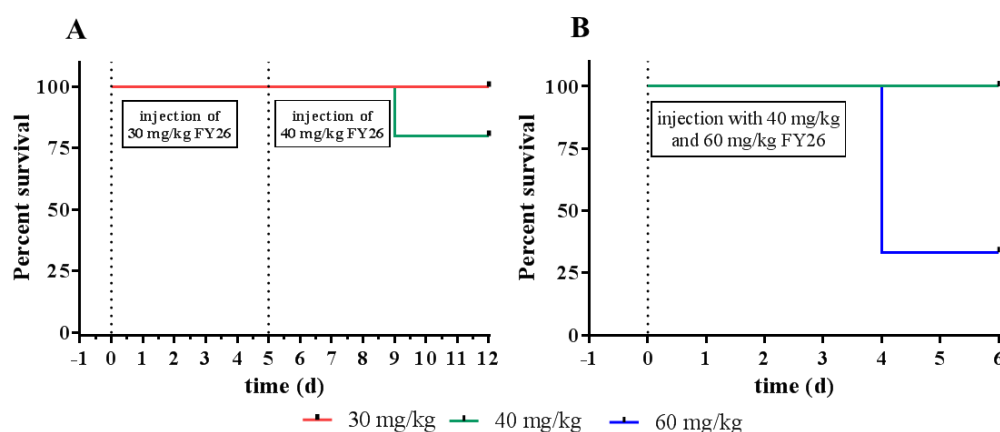 A
B
Percent survival
100
75
50
25
0
injection of
30 mg/kg FY26
injection of
40 mg/kg FY26
-1 0 1 2 3 4 5 6 7 8 9 10 11 12
time (d)
Percent survival
100
75
50
25
0
injection with 40 mg/kg
and 60 mg/kg FY26
-1 0 1 2 3 4 5 6
time (d)
30 mg/kg 40 mg/kg 60 mg/kg